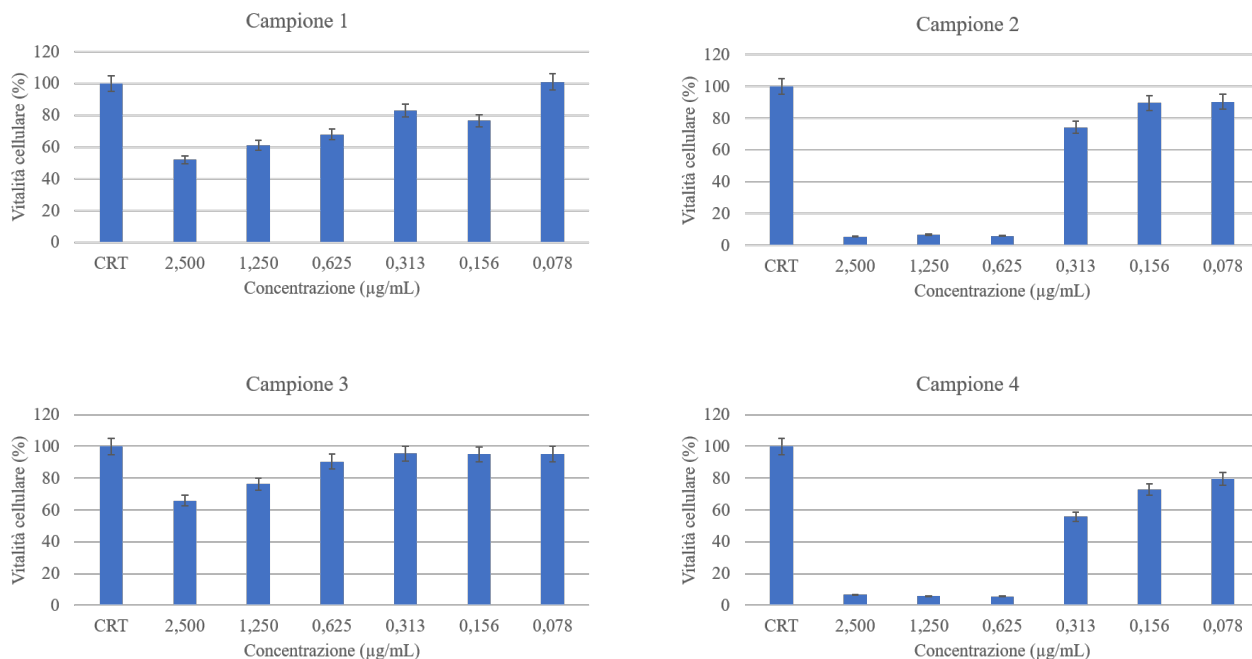 Campione 1
Vitalità cellulare (%)
120
100
80
60
40
20
0
CRT 2,500 1,250 0,625 0,313 0,156 0,078
Concentrazione (µg/mL)
Campione 2
Vitalità cellulare (%)
120
100
80
60
40
20
0
CRT 2,500 1,250 0,625 0,313 0,156 0,078
Concentrazione (µg/mL)
Campione 3
Vitalità cellulare (%)
120
100
80
60
40
20
0
CRT 2,500 1,250 0,625 0,313 0,156 0,078
Concentrazione (µg/mL)
Campione 4
Vitalità cellulare (%)
120
100
80
60
40
20
0
CRT 2,500 1,250 0,625 0,313 0,156 0,078
Concentrazione (µg/mL)